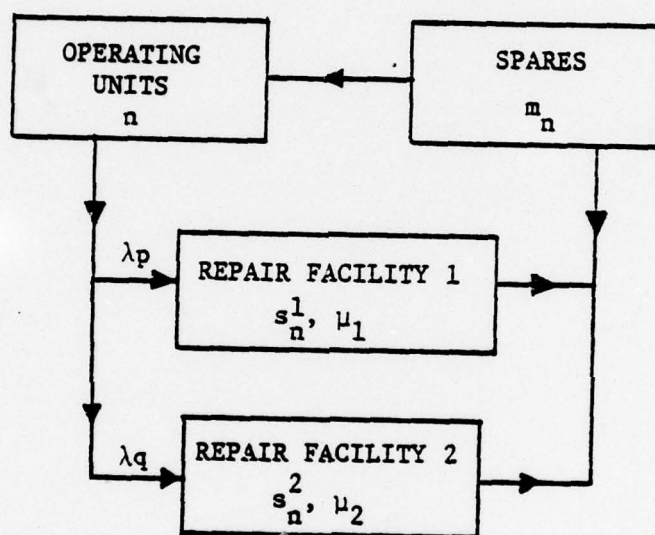 OPERATING
UNITS
n
SPARES
m_n
λp
REPAIR FACILITY 1
s_n^1, μ_1
λq
REPAIR FACILITY 2
s_n^2, μ_2